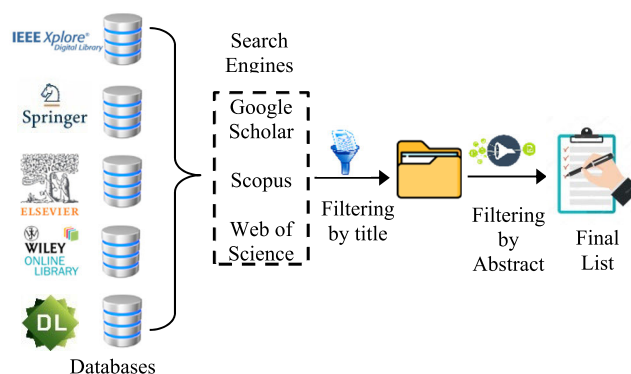 IEEE Xplore®
Digital Library
Springer
ELSEVIER
WILEY
ONLINE
LIBRARY
DL
Databases
Search
Engines
Google
Scholar
Scopus
Web of
Science
Filtering
by title
Filtering
by
Abstract
Final
List